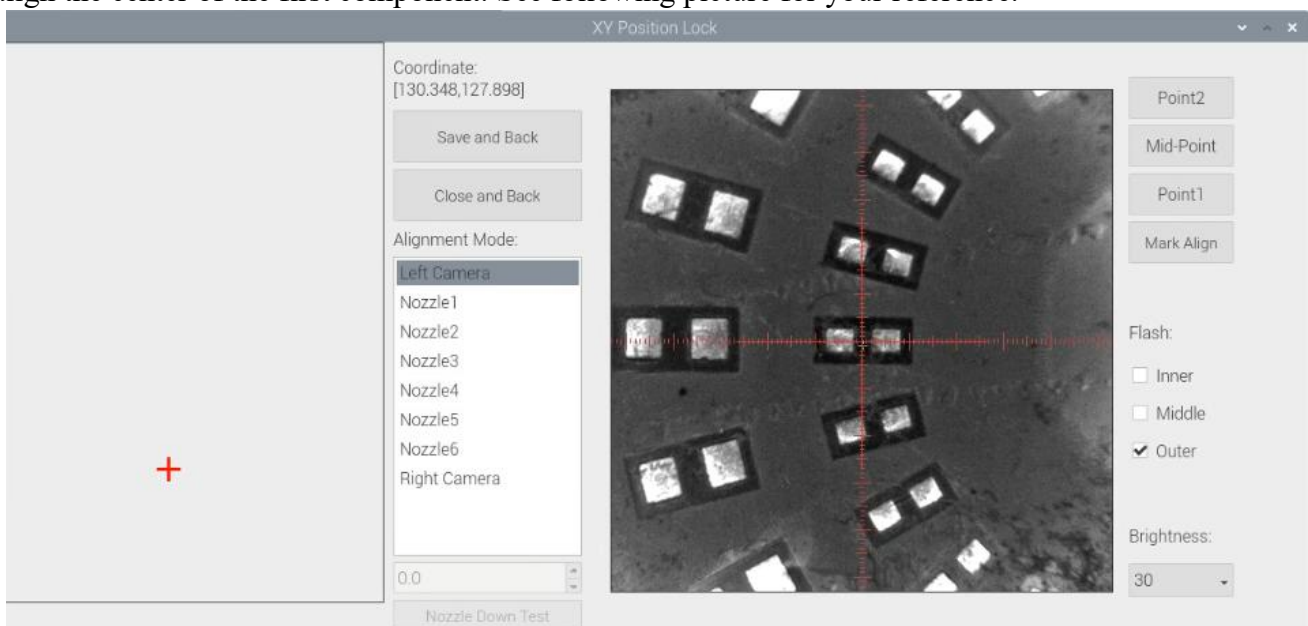 align the center of the first component. See following picture for your reference.
XY Position Lock
Coordinate:
[130.348,127.898]
Save and Back
Close and Back
Alignment Mode:
Left Camera
Nozzle1
Nozzle2
Nozzle3
Nozzle4
Nozzle5
Nozzle6
Right Camera
0.0
Nozzle Down Test
Point2
Mid-Point
Point1
Mark Align
Flash:
Inner
Middle
Outer
Brightness:
30